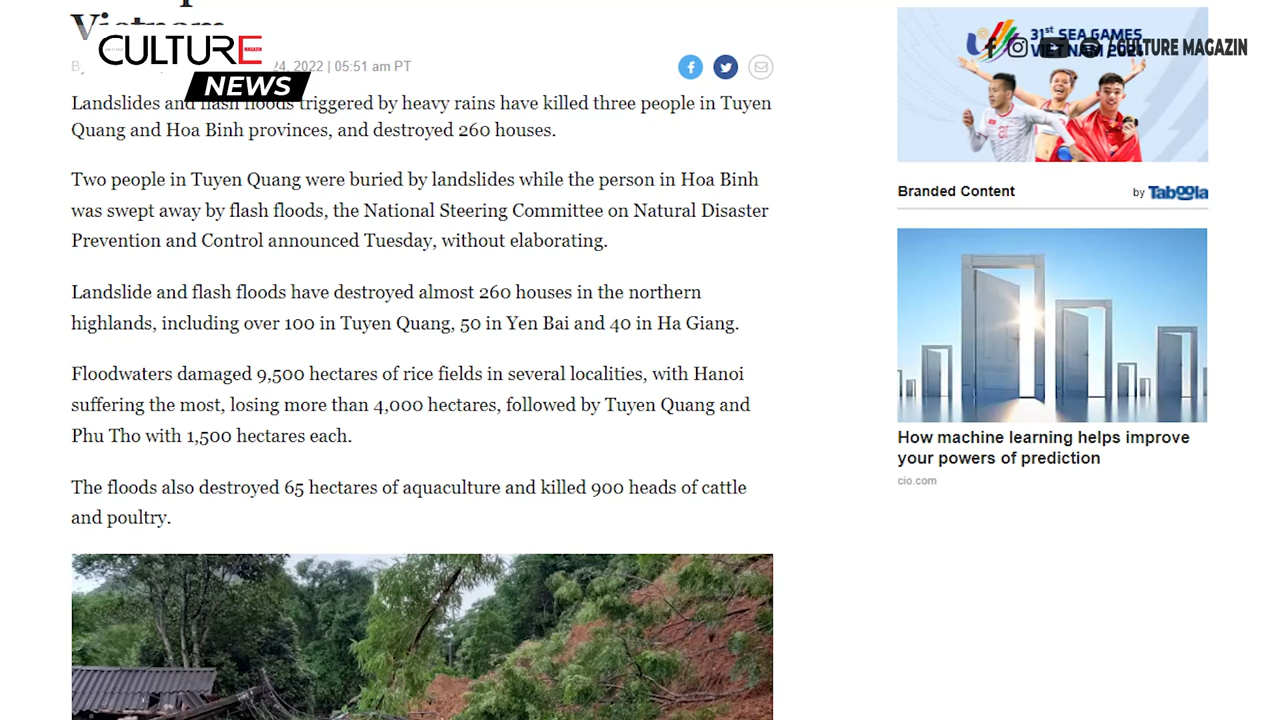 Vietnam
CULTURE
MAGAZIN
NEWS
24, 2022 | 05:51 am PT
Landslides and flash floods triggered by heavy rains have killed three people in Tuyen
Quang and Hoa Binh provinces, and destroyed 260 houses.
Two people in Tuyen Quang were buried by landslides while the person in Hoa Binh
was swept away by flash floods, the National Steering Committee on Natural Disaster
Prevention and Control announced Tuesday, without elaborating.
Landslide and flash floods have destroyed almost 260 houses in the northern
highlands, including over 100 in Tuyen Quang, 50 in Yen Bai and 40 in Ha Giang.
Floodwaters damaged 9,500 hectares of rice fields in several localities, with Hanoi
suffering the most, losing more than 4,000 hectares, followed by Tuyen Quang and
Phu Tho with 1,500 hectares each.
The floods also destroyed 65 hectares of aquaculture and killed 900 heads of cattle
and poultry.
31st SEA GAMES
VIETNAM 2021
/CULTURE MAGAZIN
Branded Content
by Taboola
How machine learning helps improve
your powers of prediction
cio.com